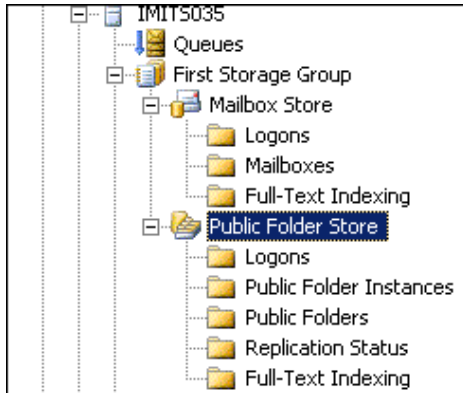 IMITS035
Queues
First Storage Group
Mailbox Store
Logons
Mailboxes
Full-Text Indexing
Public Folder Store
Logons
Public Folder Instances
Public Folders
Replication Status
Full-Text Indexing